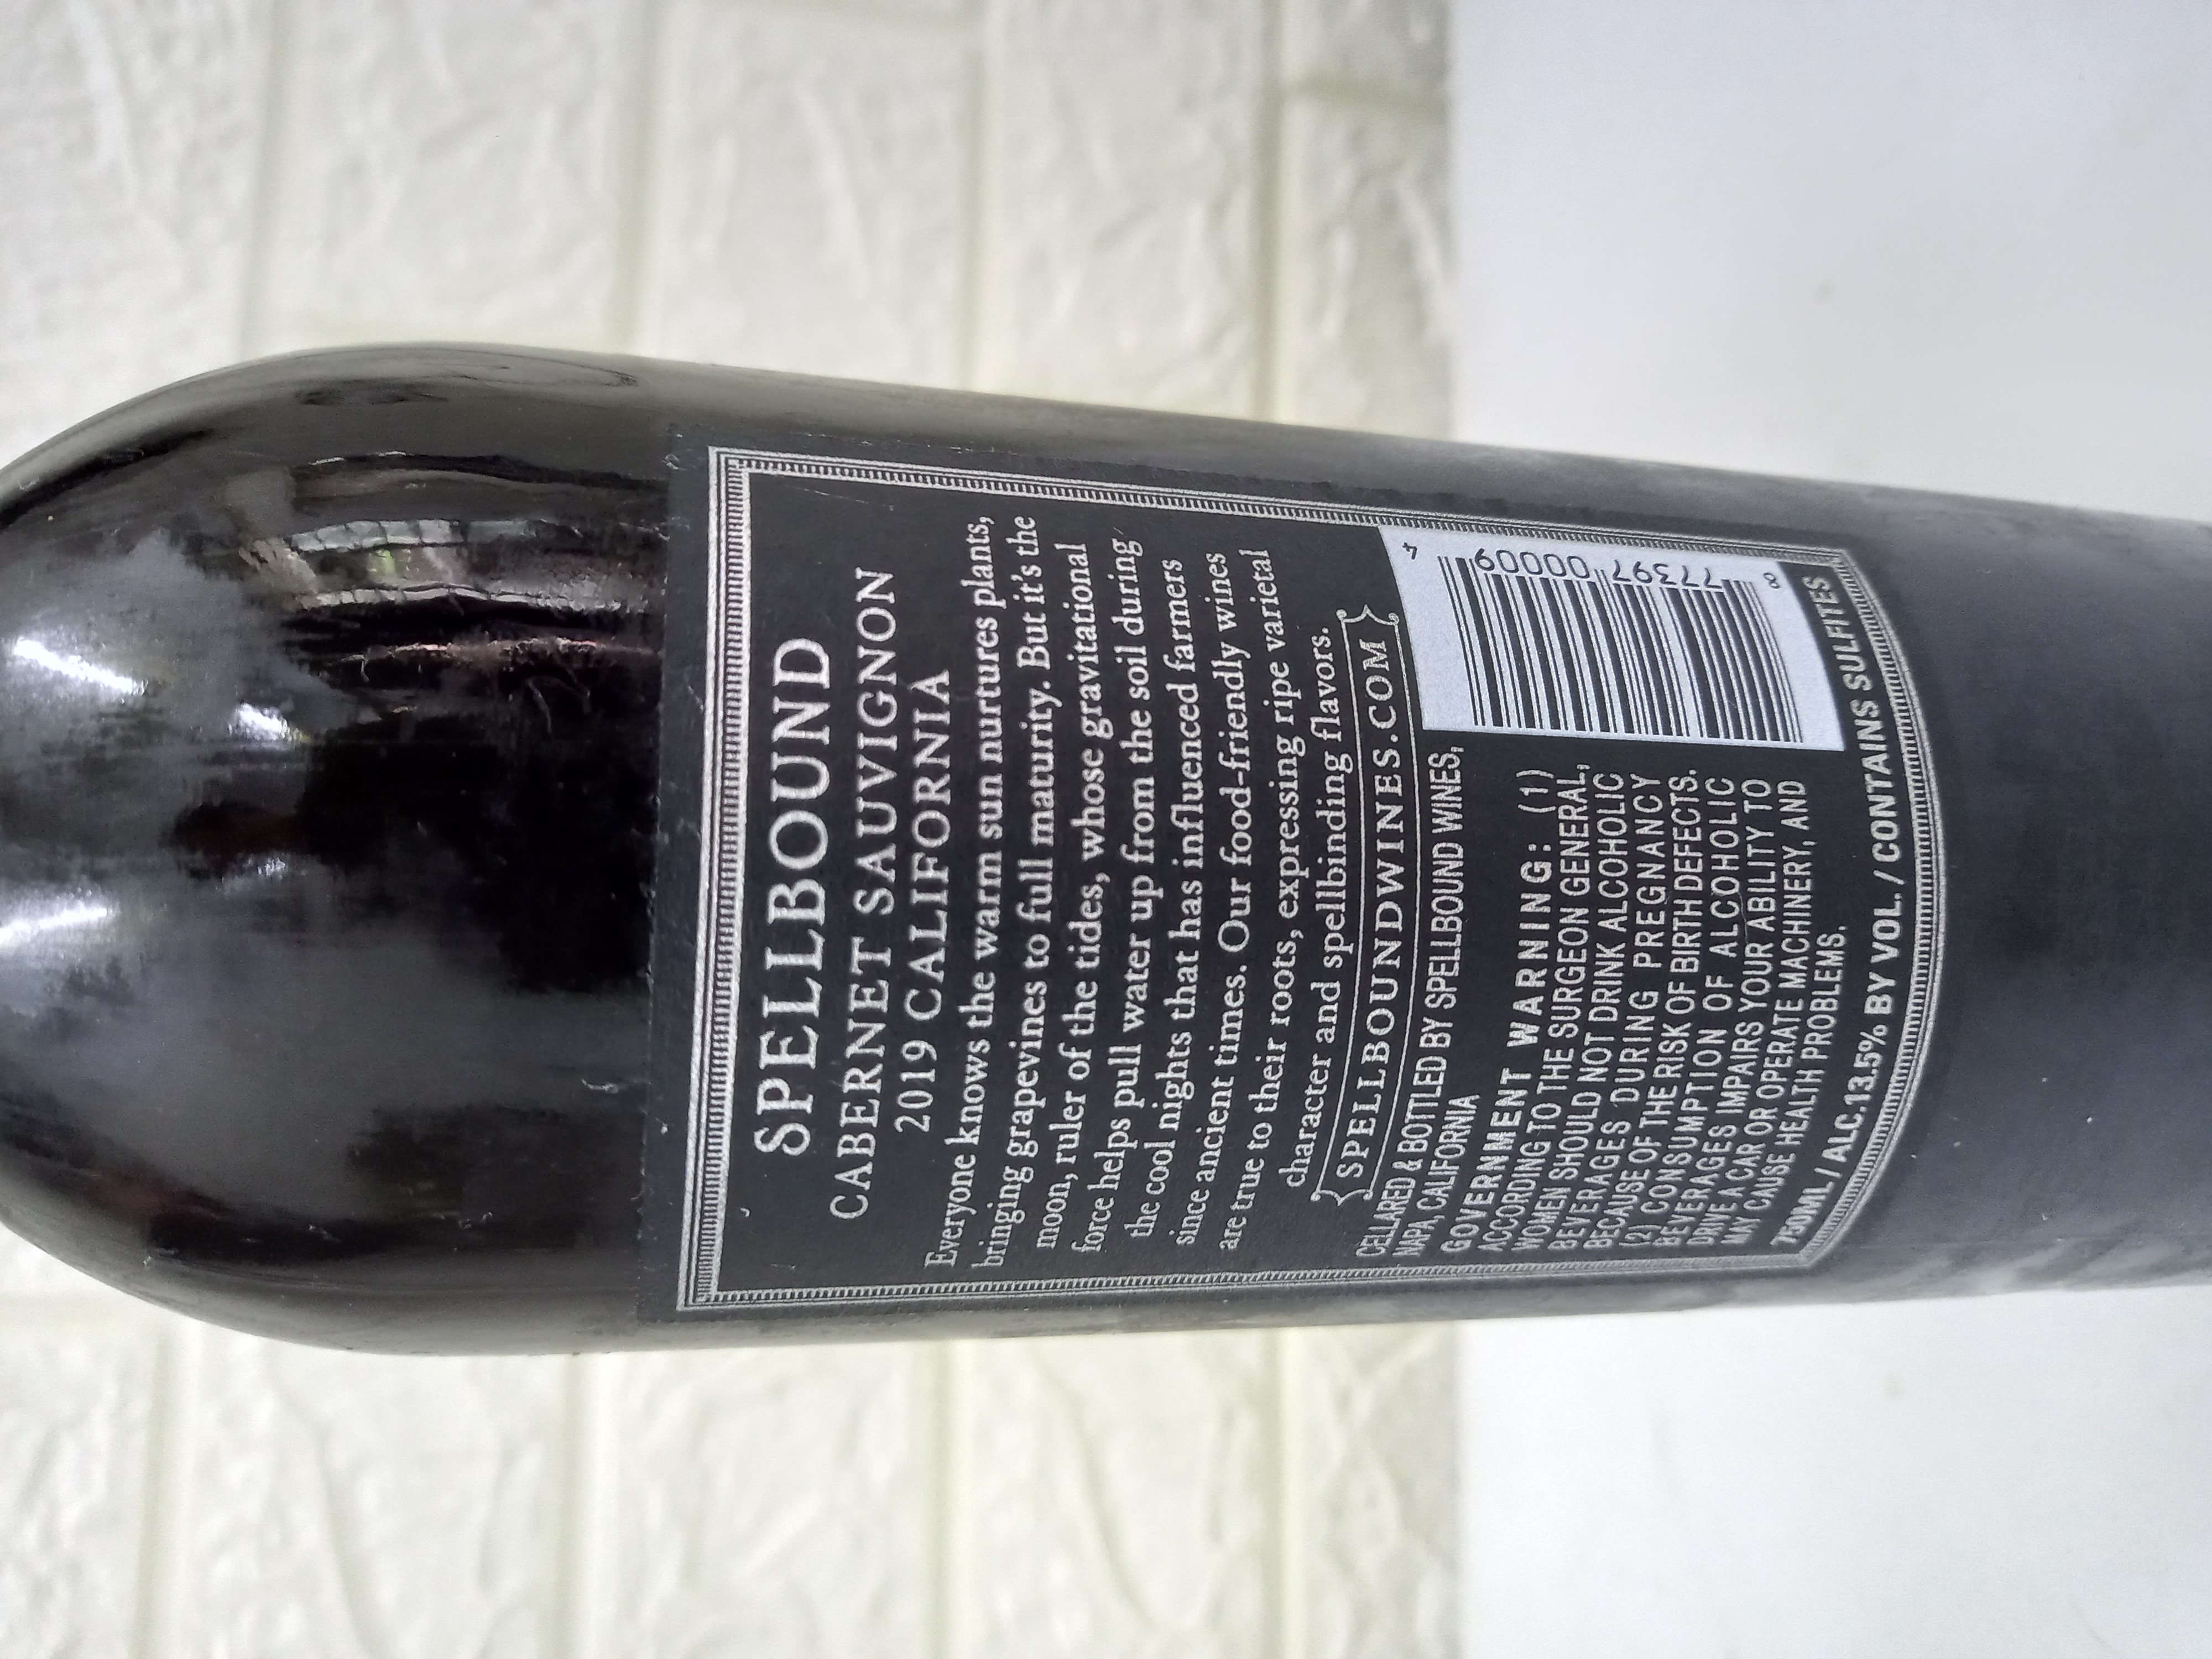 SPELLBOUND
CABERNET SAUVIGNON
2019 CALIFORNIA
Everyone knows the warm sun nurtures plants,
bringing grapevines to full maturity. But it's the
moon, ruler of the tides, whose gravitational
force helps pull water up from the soil during
the cool nights that has influenced farmers
since ancient times. Our food-friendly wines
are true to their roots, expressing ripe varietal
character and spellbinding flavors.
SPELLBOUNDWINES.COM
CELLARED & BOTTLED BY SPELLBOUND WINES,
NAPA, CALIFORNIA
GOVERNMENT WARNING: (1)
ACCORDING TO THE SURGEON GENERAL,
WOMEN SHOULD NOT DRINK ALCOHOLIC
BEVERAGES DURING PREGNANCY
BECAUSE OF THE RISK OF BIRTH DEFECTS.
(2) CONSUMPTION OF ALCOHOLIC
BEVERAGES IMPAIRS YOUR ABILITY TO
DRIVE A CAR OR OPERATE MACHINERY, AND
MAY CAUSE HEALTH PROBLEMS.
8 77397 00009 4
750ML / ALC.13.5% BY VOL. / CONTAINS SULFITES